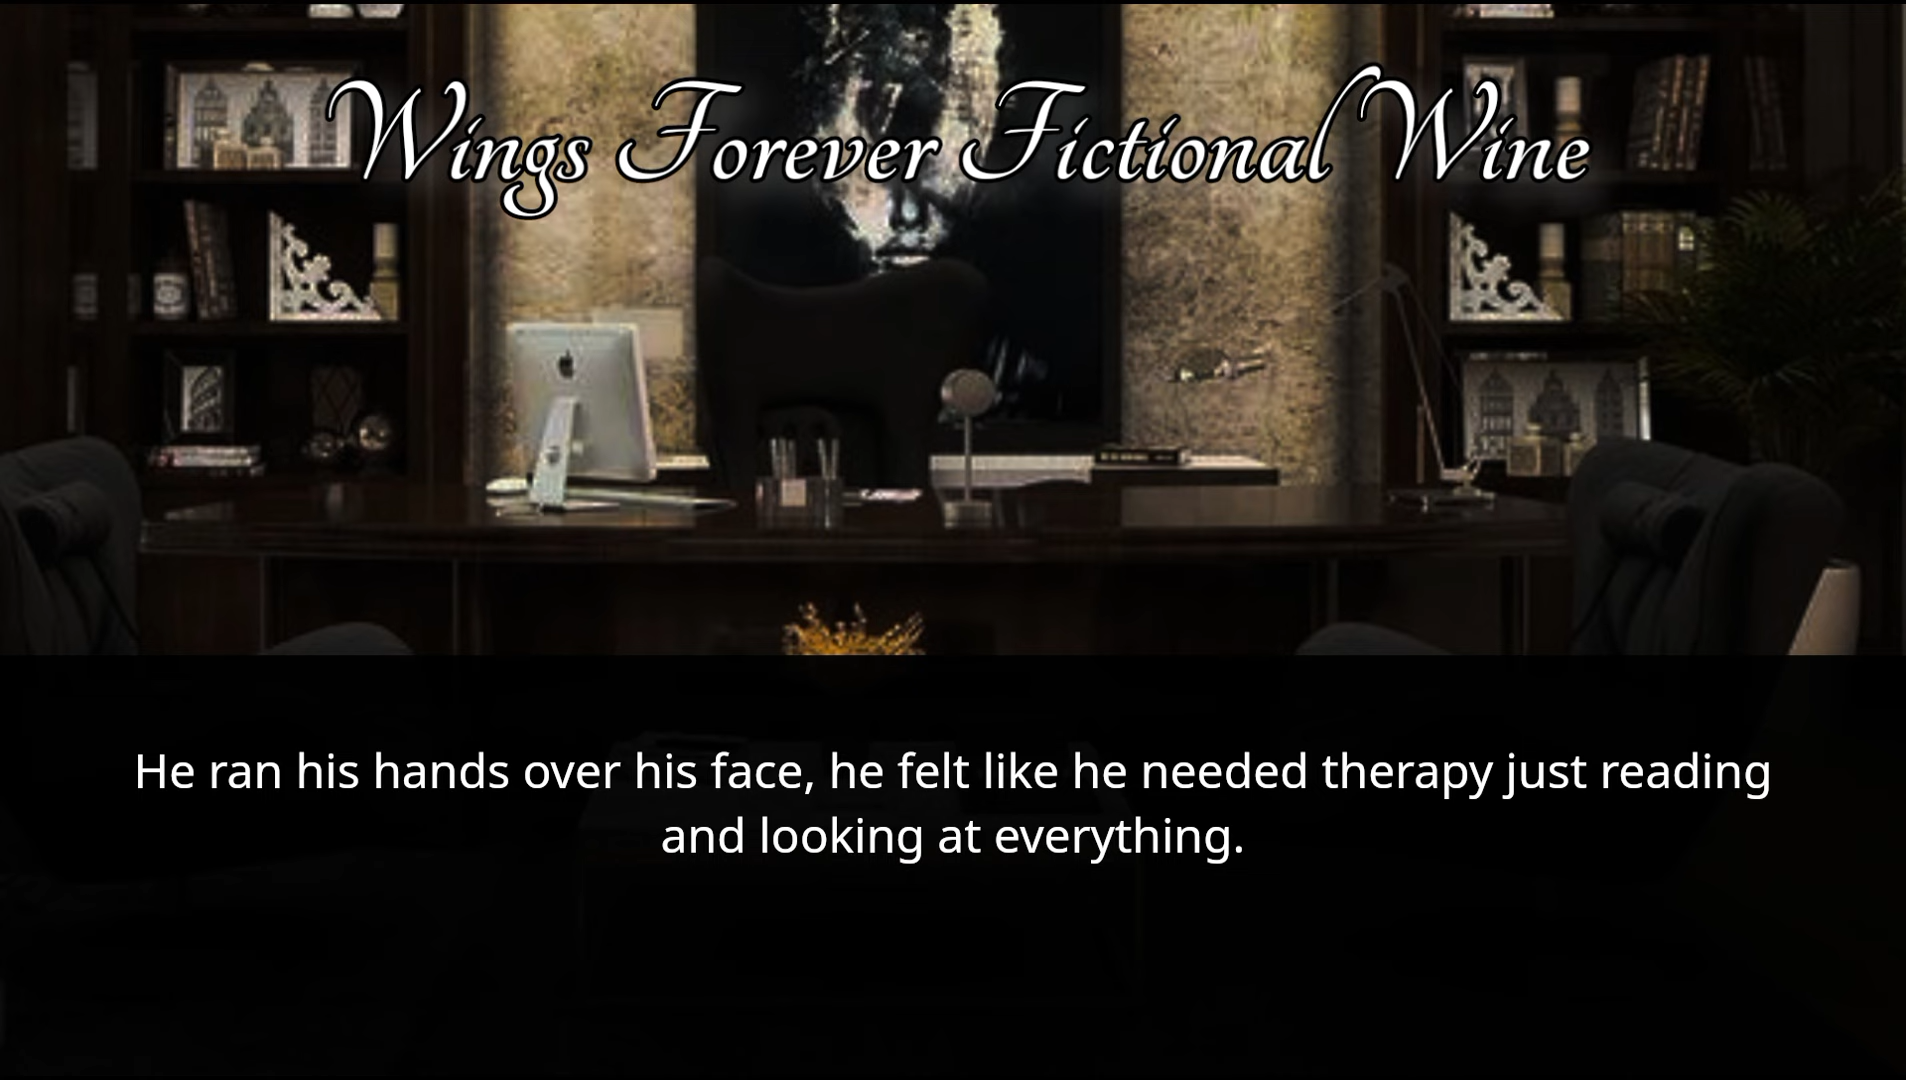 Wings Forever Fictional Wine
He ran his hands over his face, he felt like he needed therapy just reading
and looking at everything.